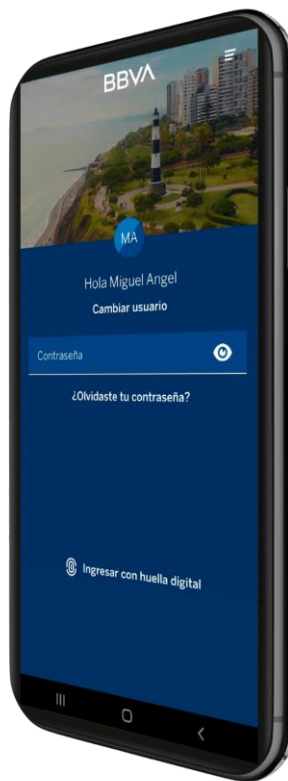 BBVA
MA
Hola Miguel Angel
Cambiar usuario
Contraseña
¿Olvidaste tu contraseña?
Ingresar con huella digital